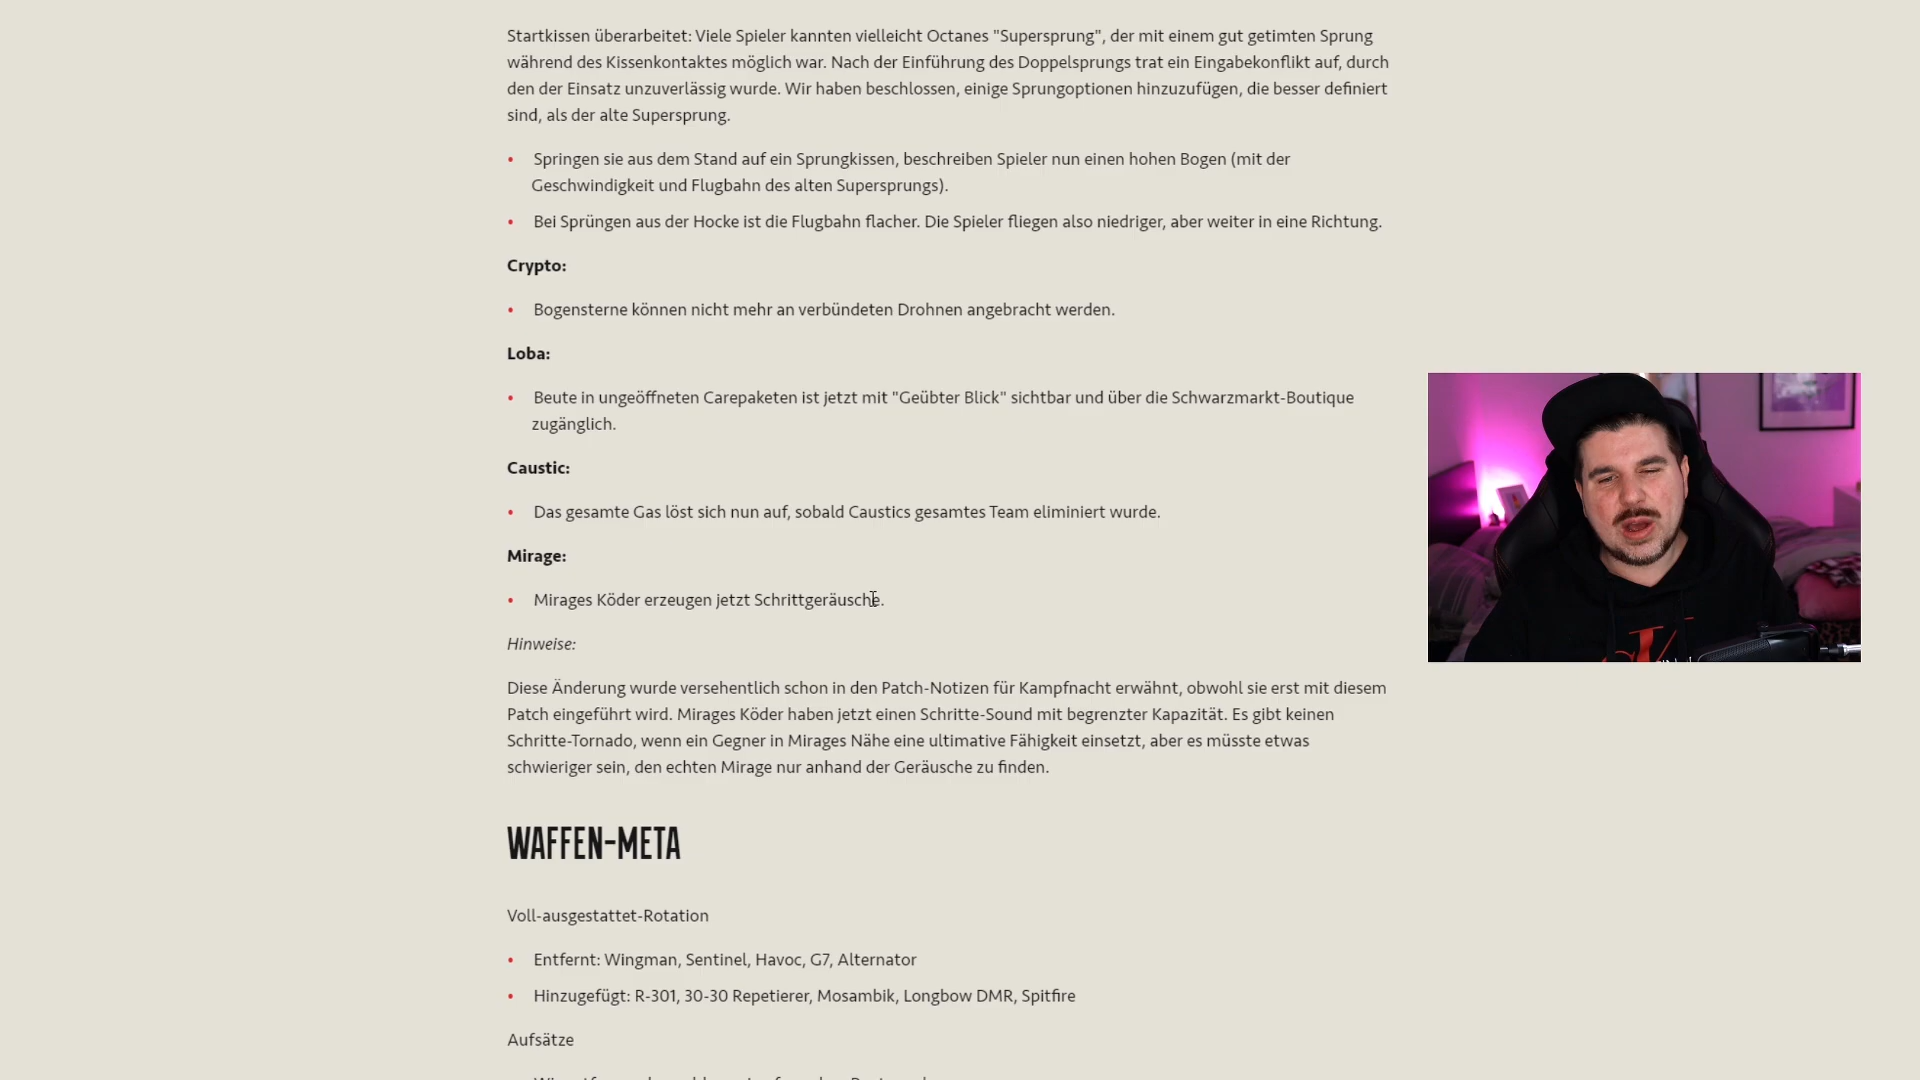 Startkissen überarbeitet: Viele Spieler kannten vielleicht Octanes "Supersprung", der mit einem gut getimten Sprung
während des Kissenkontaktes möglich war. Nach der Einführung des Doppelsprungs trat ein Eingabekonflikt auf, durch
den der Einsatz unzuverlässig wurde. Wir haben beschlossen, einige Sprungoptionen hinzuzufügen, die besser definiert
sind, als der alte Supersprung.
• Springen sie aus dem Stand auf ein Sprungkissen, beschreiben Spieler nun einen hohen Bogen (mit der
Geschwindigkeit und Flugbahn des alten Supersprungs).
• Bei Sprüngen aus der Hocke ist die Flugbahn flacher. Die Spieler fliegen also niedriger, aber weiter in eine Richtung.
Crypto:
• Bogensterne können nicht mehr an verbündeten Drohnen angebracht werden.
Loba:
• Beute in ungeöffneten Carepaketen ist jetzt mit "Geübter Blick" sichtbar und über die Schwarzmarkt-Boutique
zugänglich.
Caustic:
• Das gesamte Gas löst sich nun auf, sobald Caustics gesamtes Team eliminiert wurde.
Mirage:
• Mirages Köder erzeugen jetzt Schrittgeräusche.
Hinweise:
Diese Änderung wurde versehentlich schon in den Patch-Notizen für Kampfnacht erwähnt, obwohl sie erst mit diesem
Patch eingeführt wird. Mirages Köder haben jetzt einen Schritte-Sound mit begrenzter Kapazität. Es gibt keinen
Schritte-Tornado, wenn ein Gegner in Mirages Nähe eine ultimative Fähigkeit einsetzt, aber es müsste etwas
schwieriger sein, den echten Mirage nur anhand der Geräusche zu finden.
WAFFEN-META
Voll-ausgestattet-Rotation
• Entfernt: Wingman, Sentinel, Havoc, G7, Alternator
• Hinzugefügt: R-301, 30-30 Repetierer, Mosambik, Longbow DMR, Spitfire
Aufsätze